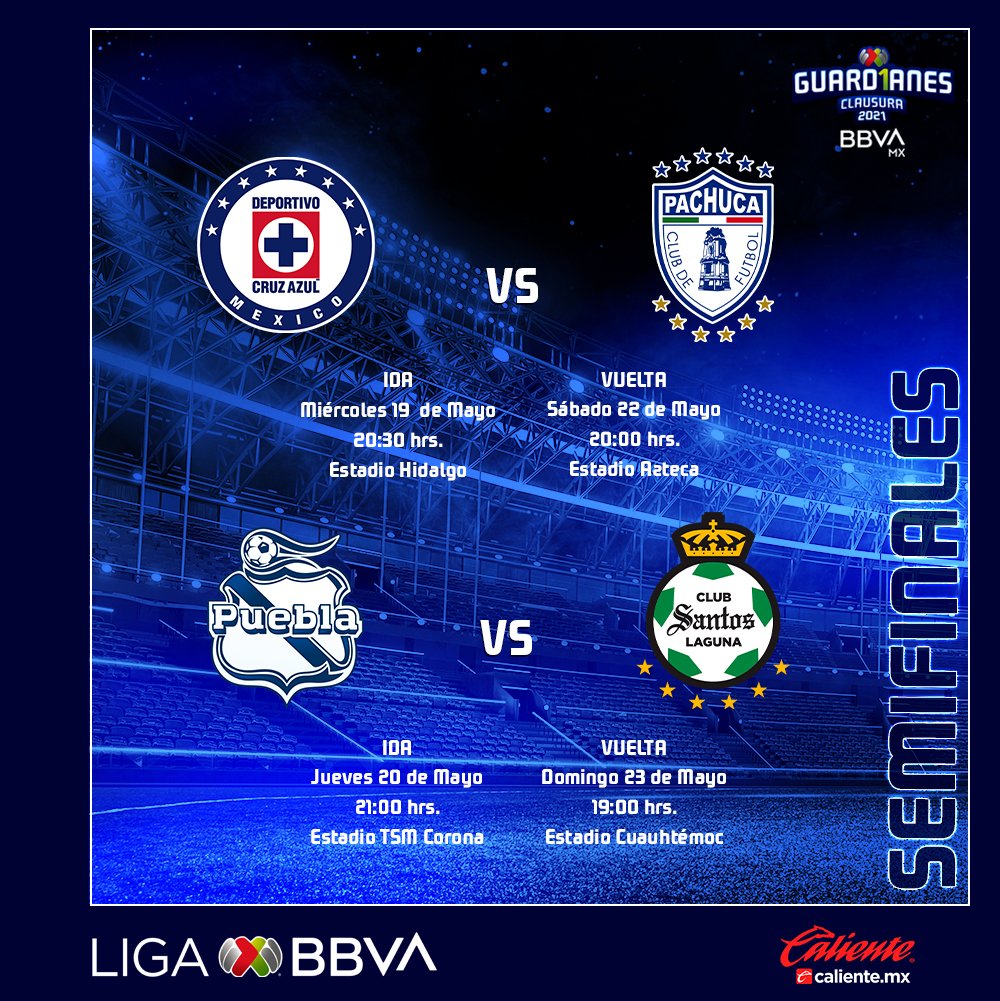 GUARD1ANES
CLAUSURA
2021
BBVA
MX
DEPORTIVO
CRUZ AZUL
MEXICO
VS
PACHUCA
CLUB DE FUTBOL
IDA
Miércoles 19 de Mayo
20:30 hrs.
Estadio Hidalgo
VUELTA
Sábado 22 de Mayo
20:00 hrs.
Estadio Azteca
Puebla
VS
CLUB
Santos
LAGUNA
IDA
Jueves 20 de Mayo
21:00 hrs.
Estadio TSM Corona
VUELTA
Domingo 23 de Mayo
19:00 hrs.
Estadio Cuauhtémoc
SEMIFINALES
LIGA BBVA
Caliente
caliente.mx